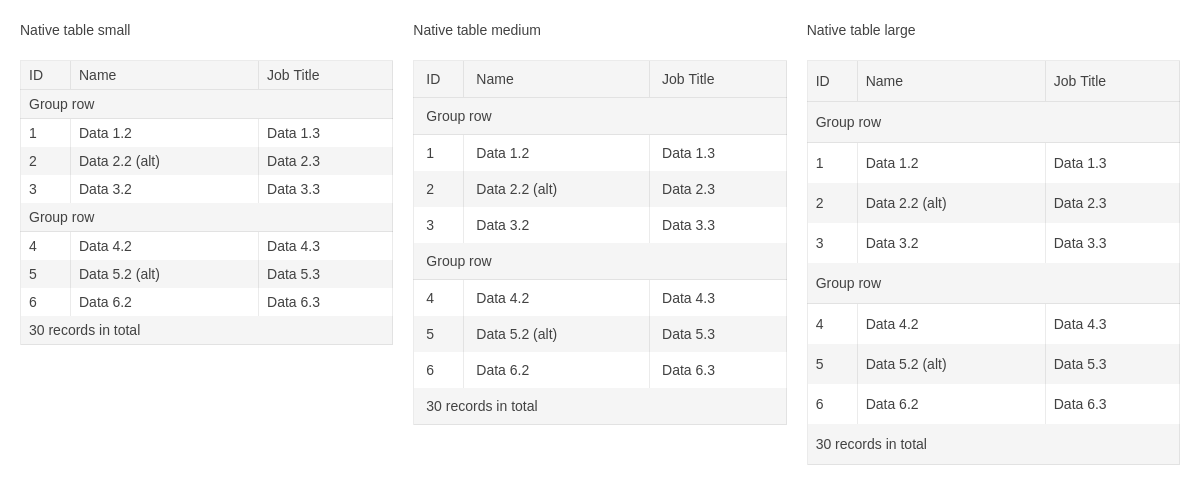 Native table small
ID Name Job Title
Group row
1 Data 1.2 Data 1.3
2 Data 2.2 (alt) Data 2.3
3 Data 3.2 Data 3.3
Group row
4 Data 4.2 Data 4.3
5 Data 5.2 (alt) Data 5.3
6 Data 6.2 Data 6.3
30 records in total
Native table medium
ID Name Job Title
Group row
1 Data 1.2 Data 1.3
2 Data 2.2 (alt) Data 2.3
3 Data 3.2 Data 3.3
Group row
4 Data 4.2 Data 4.3
5 Data 5.2 (alt) Data 5.3
6 Data 6.2 Data 6.3
30 records in total
Native table large
ID Name Job Title
Group row
1 Data 1.2 Data 1.3
2 Data 2.2 (alt) Data 2.3
3 Data 3.2 Data 3.3
Group row
4 Data 4.2 Data 4.3
5 Data 5.2 (alt) Data 5.3
6 Data 6.2 Data 6.3
30 records in total